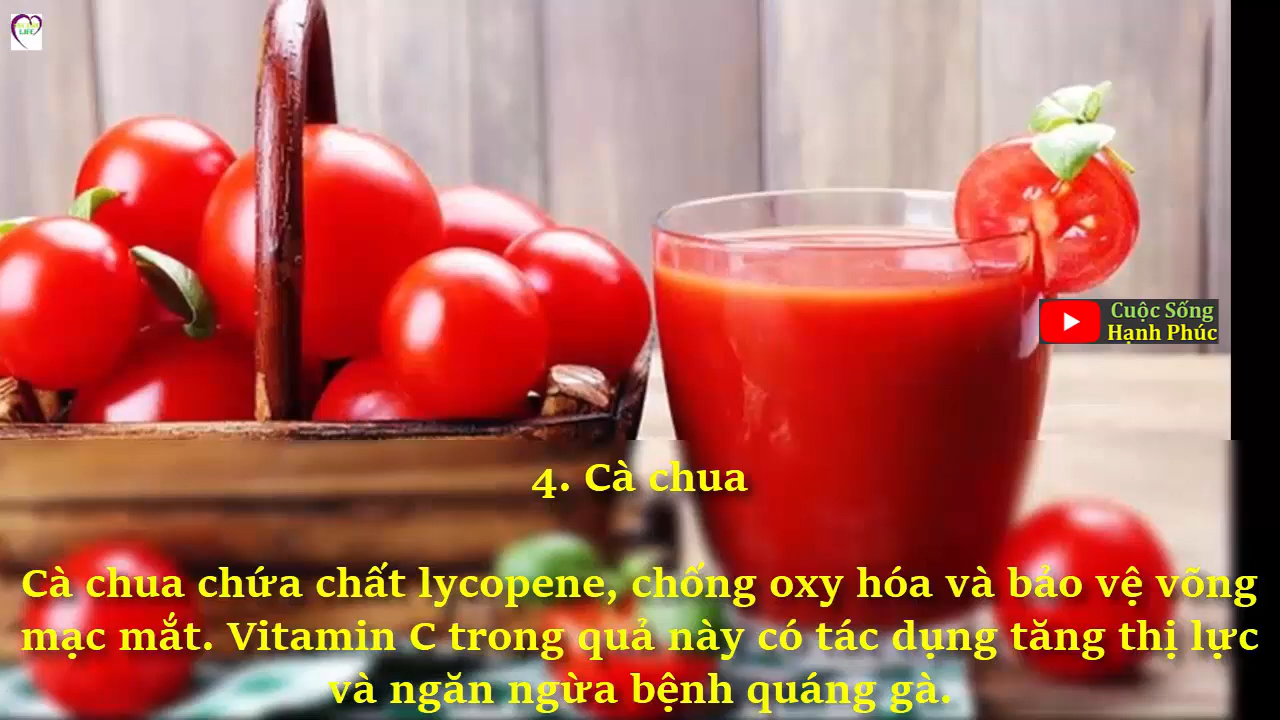 LIFE
Cuộc Sống
Hạnh Phúc
4. Cà chua
Cà chua chứa chất lycopene, chống oxy hóa và bảo vệ võng
mạc mắt. Vitamin C trong quả này có tác dụng tăng thị lực
và ngăn ngừa bệnh quáng gà.